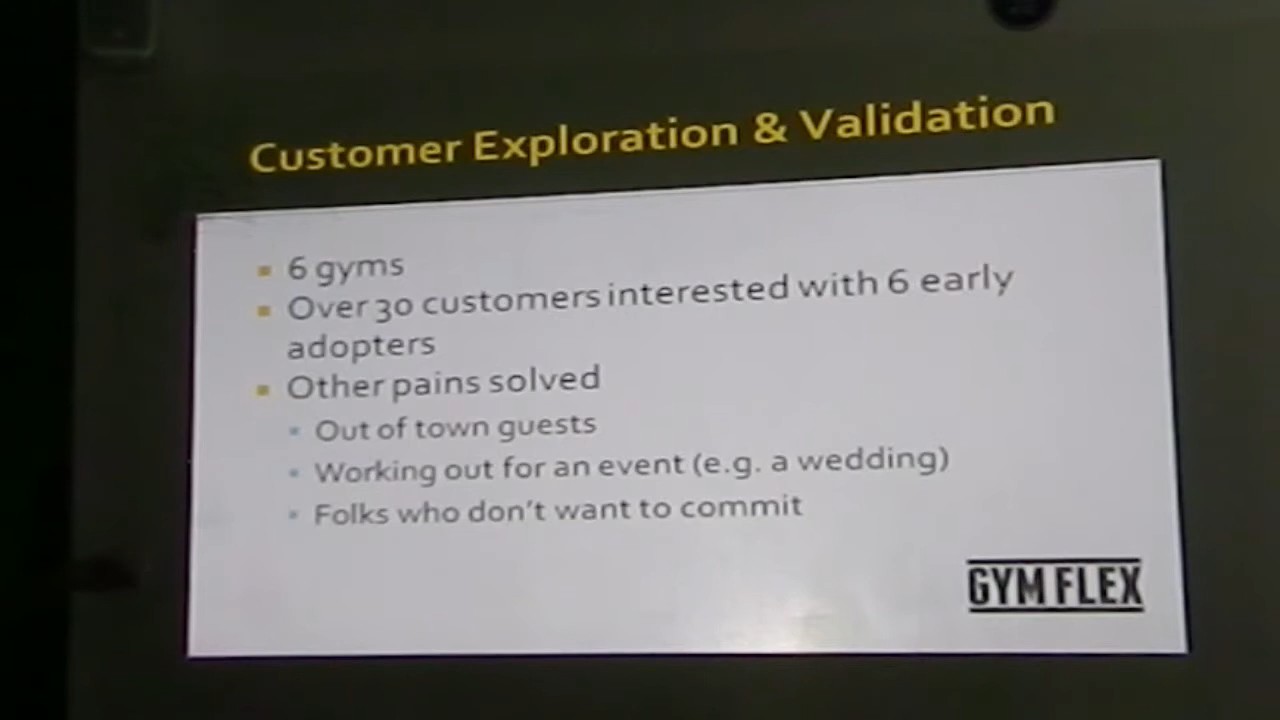 Customer Exploration & Validation
6 gyms
Over 30 customers interested with 6 early
adopters
Other pains solved
Out of town guests
Working out for an event (e.g. a wedding)
Folks who don't want to commit
GYM FLEX